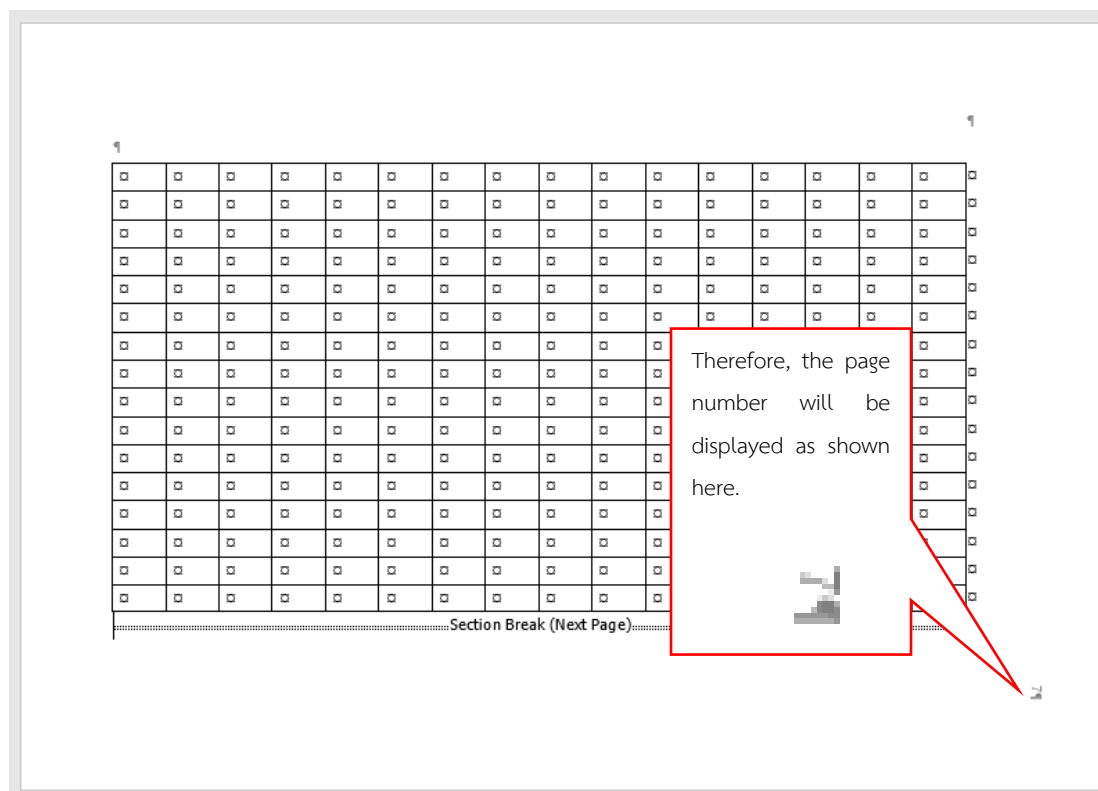 Therefore, the page
number will be
displayed as shown
here.
Section Break (Next Page)